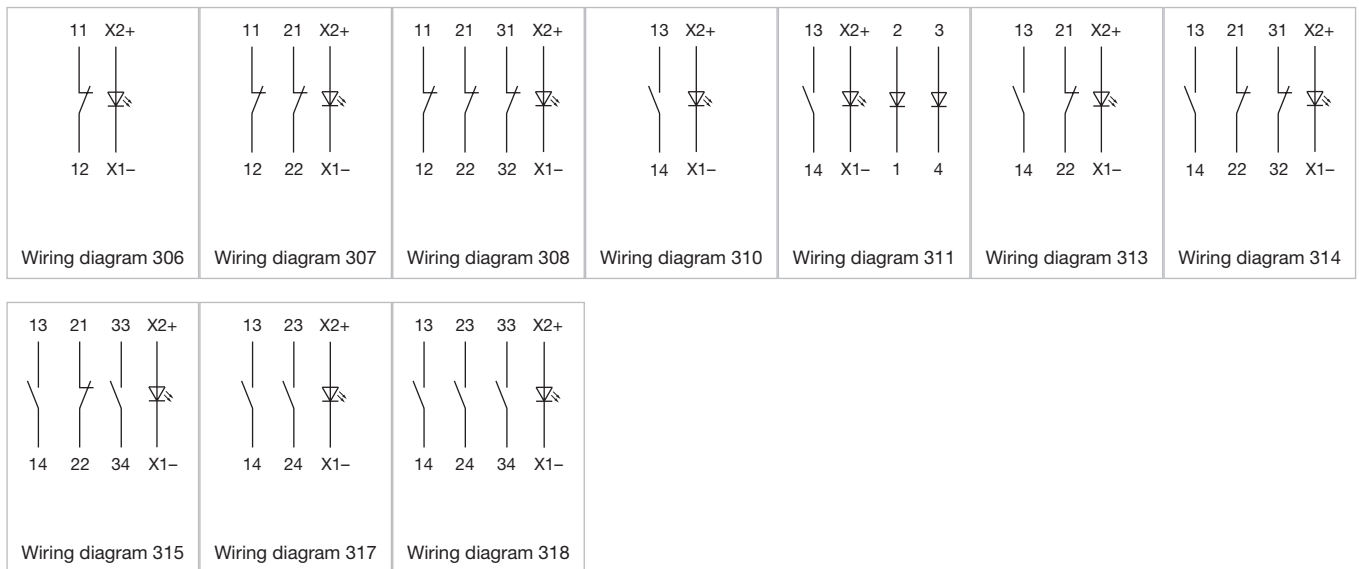 11 X2+
12 X1–
Wiring diagram 306
11 21 X2+
12 22 X1–
Wiring diagram 307
11 21 31 X2+
12 22 32 X1–
Wiring diagram 308
13 X2+
14 X1–
Wiring diagram 310
13 X2+ 2 3
14 X1– 1 4
Wiring diagram 311
13 21 X2+
14 22 X1–
Wiring diagram 313
13 21 31 X2+
14 22 32 X1–
Wiring diagram 314
13 21 33 X2+
14 22 34 X1–
Wiring diagram 315
13 23 X2+
14 24 X1–
Wiring diagram 317
13 23 33 X2+
14 24 34 X1–
Wiring diagram 318